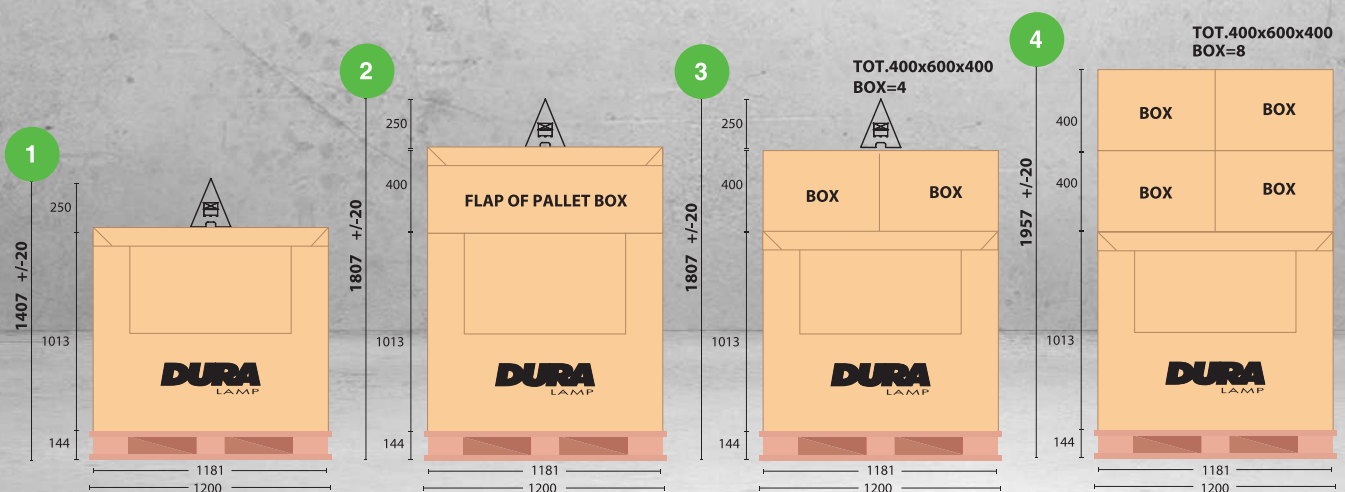 1
250
1407 +/-20
1013
DURA
LAMP
144
1181
1200
2
250
400
1807 +/-20
FLAP OF PALLET BOX
1013
DURA
LAMP
144
1181
1200
3
TOT.400x600x400
BOX=4
250
400
1807 +/-20
BOX
BOX
1013
DURA
LAMP
144
1181
1200
4
TOT.400x600x400
BOX=8
400
BOX
BOX
400
BOX
BOX
1957 +/-20
1013
DURA
LAMP
144
1181
1200